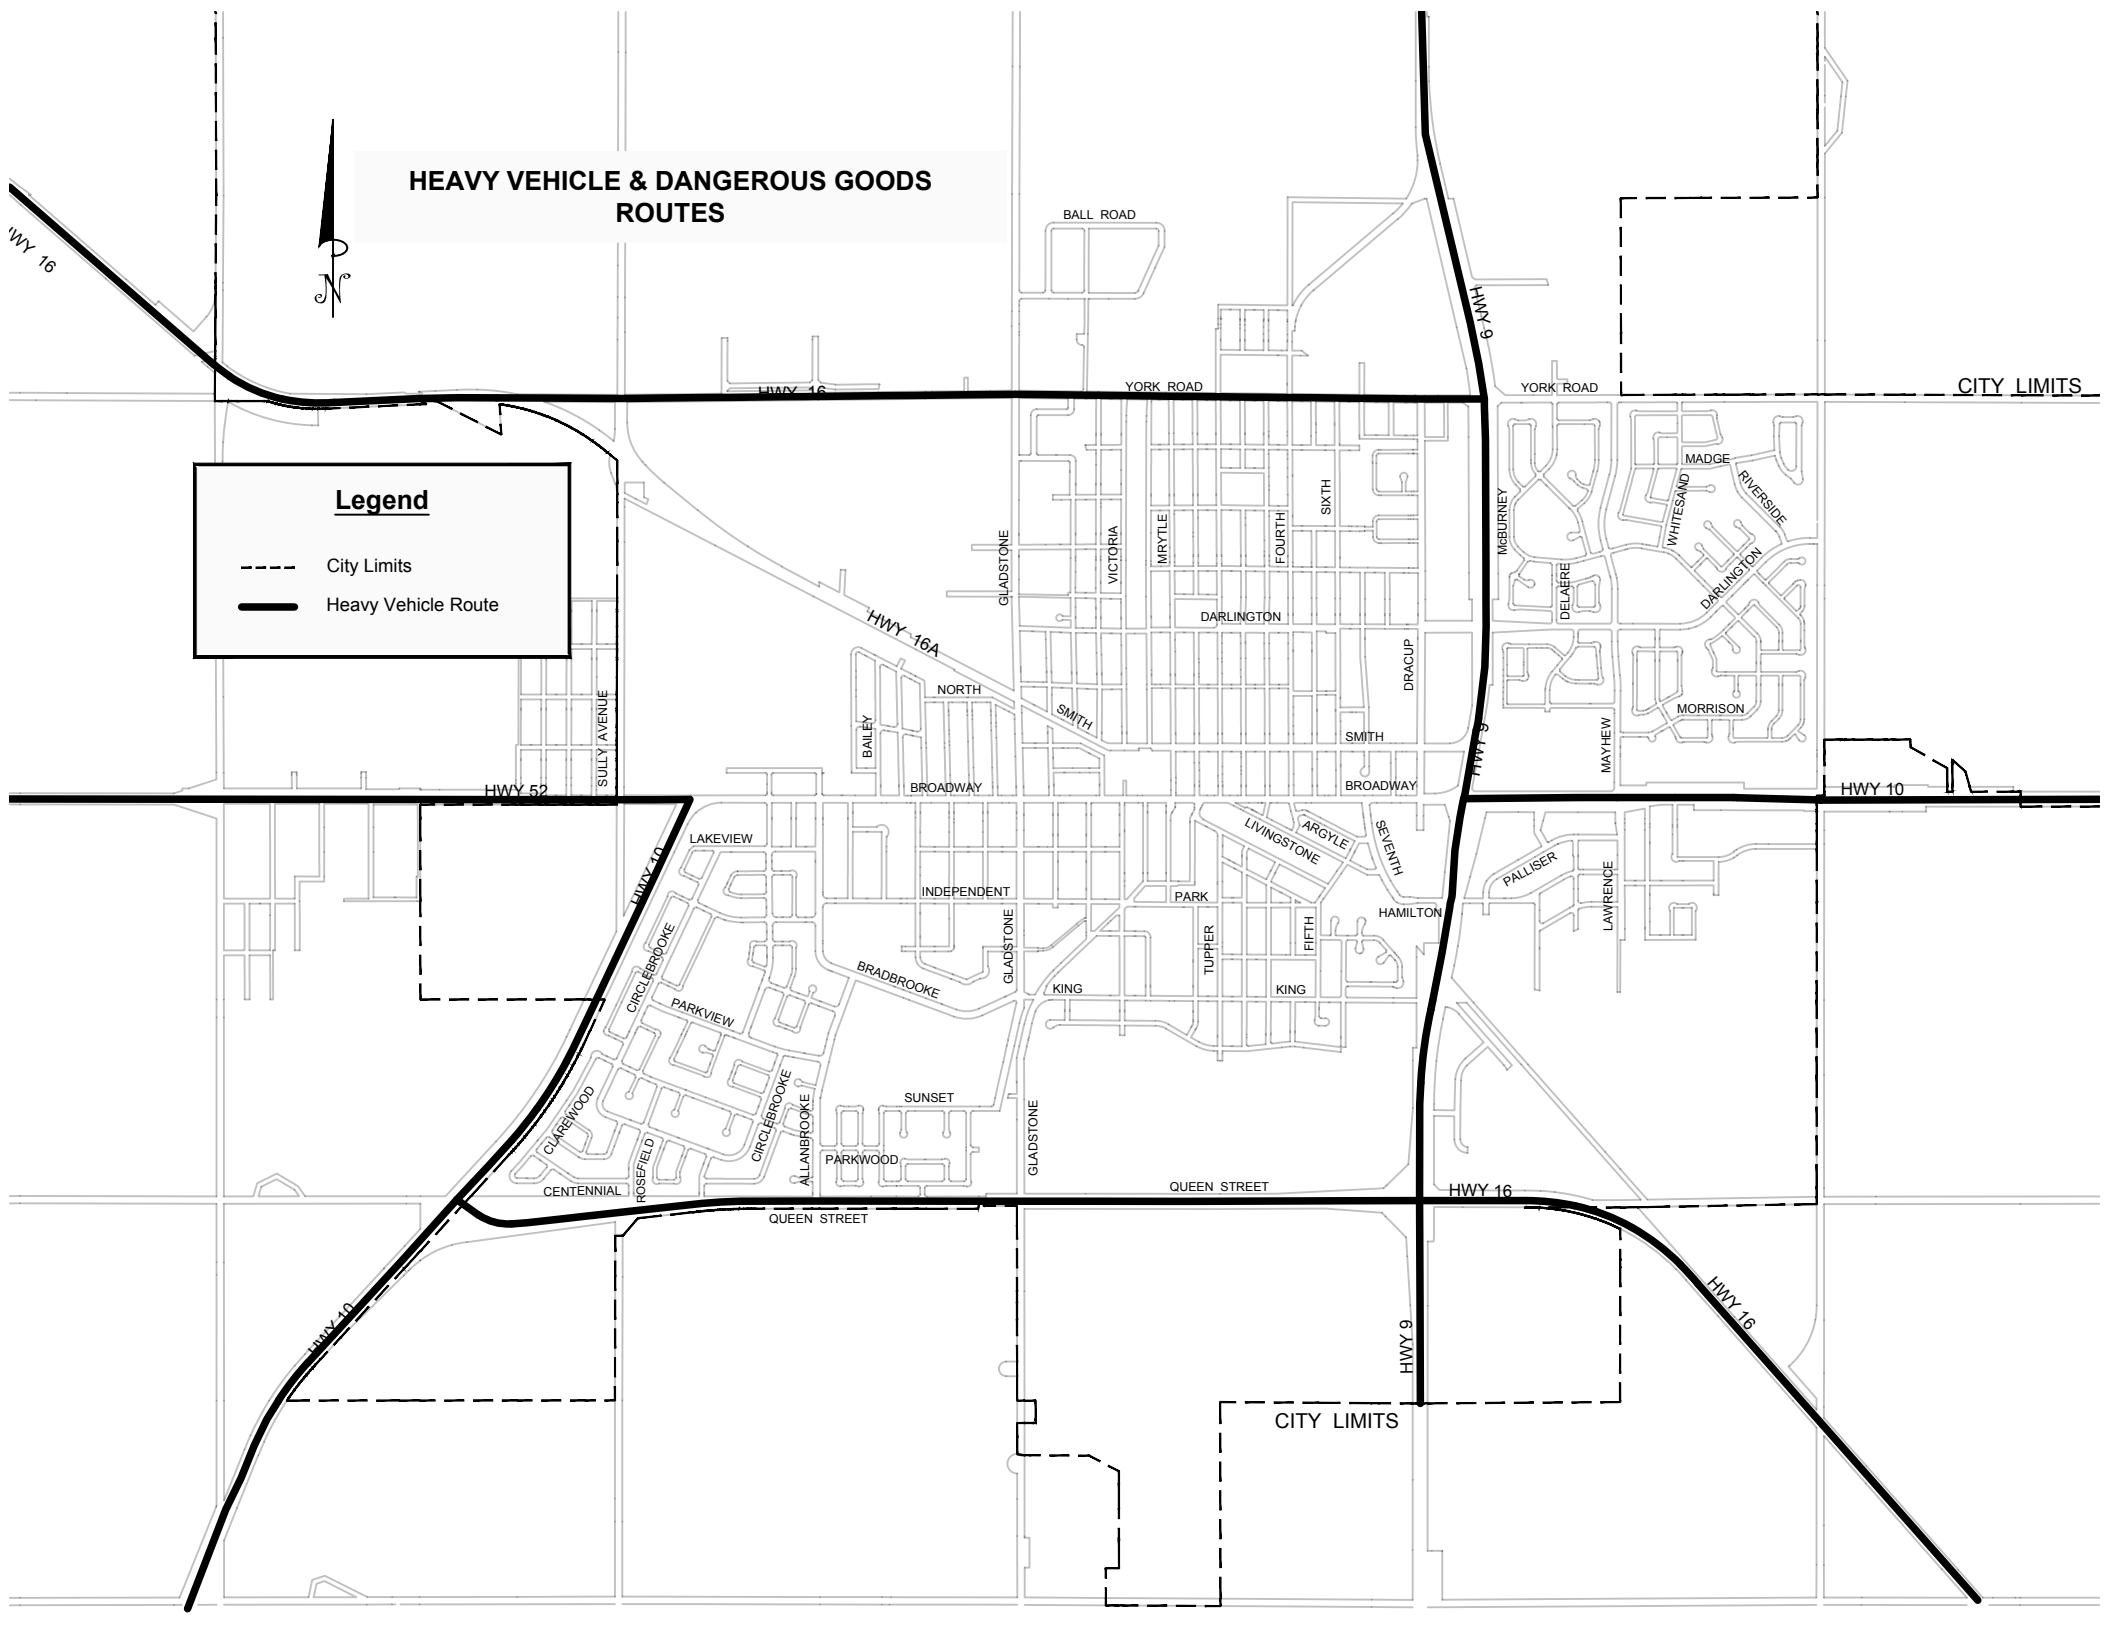 HEAVY VEHICLE & DANGEROUS GOODS
ROUTES
BALL ROAD
HWY 16
N
HWY 9
HWY 16
YORK ROAD
YORK ROAD
CITY LIMITS
Legend
City Limits
Heavy Vehicle Route
MADGE
RIVERSIDE
WHITESAND
SIXTH
McBURNEY
FOURTH
MRYTLE
VICTORIA
GLADSTONE
DARLINGTON
DELAERE
DARLINGTON
HWY 16A
DRACUP
NORTH
SMITH
MORRISON
SULLY AVENUE
BAILEY
SMITH
HWY 9
MAYHEW
HWY 52
BROADWAY
BROADWAY
HWY 10
LAKEVIEW
LIVINGSTONE
ARGYLE
SEVENTH
HWY 10
PALLISER
LAWRENCE
INDEPENDENT
PARK
HAMILTON
GLADSTONE
TUPPER
FIFTH
CIRCLEBROOKE
BRADBROOKE
KING
KING
PARKVIEW
CLAREWOOD
CIRCLEBROOKE
ALLANBROOKE
SUNSET
GLADSTONE
PARKWOOD
ROSEFIELD
CENTENNIAL
QUEEN STREET
HWY 16
QUEEN STREET
HWY 10
HWY 9
HWY 16
CITY LIMITS